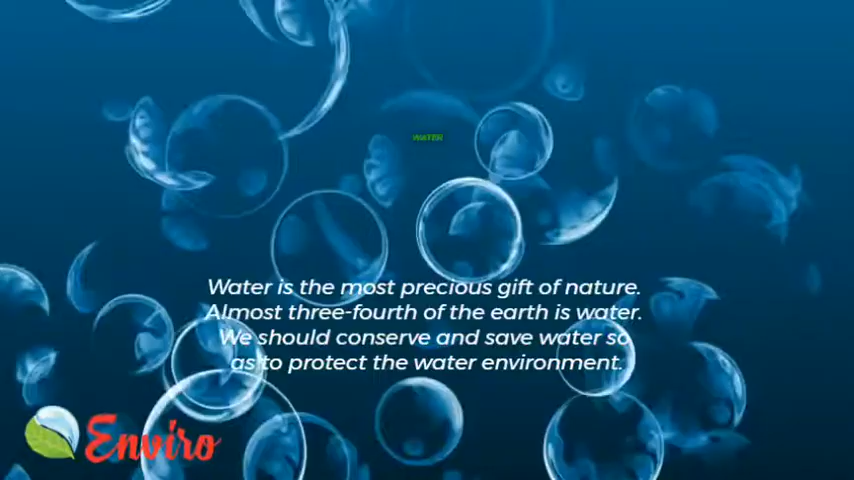 WATER
Water is the most precious gift of nature.
Almost three-fourth of the earth is water.
We should conserve and save water so
as to protect the water environment.
Enviro